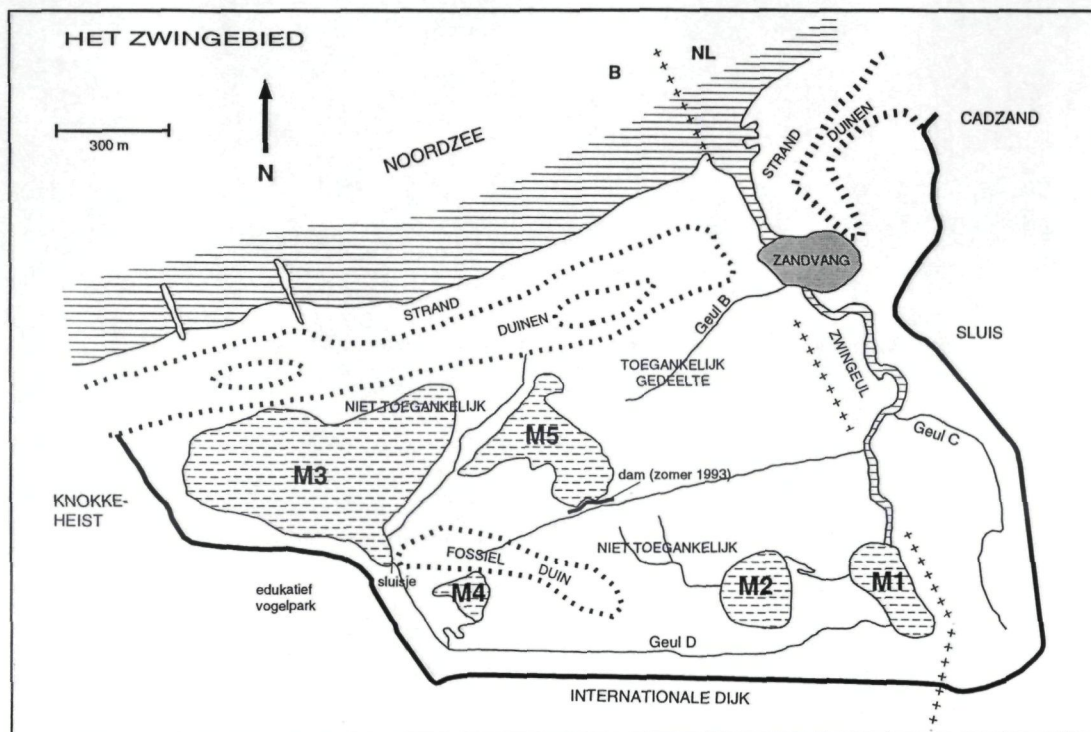 HET ZWINGEBIED
300 m
N
NOORDZEE
B
NL
STRAND
DUINEN
CADZAND
ZANDVANG
STRAND
DUINEN
Geul B
ZWINGEUL
SLUIS
TOEGANKELIJK
GEDEELTE
NIET TOEGANKELIJK
M5
M3
Geul C
dam (zomer 1993)
KNOKKE-
HEIST
FOSSIEL
DUIN
NIET TOEGANKELIJK
sluisje
M4
M2
M1
edukatief
vogelpark
Geul D
INTERNATIONALE DIJK